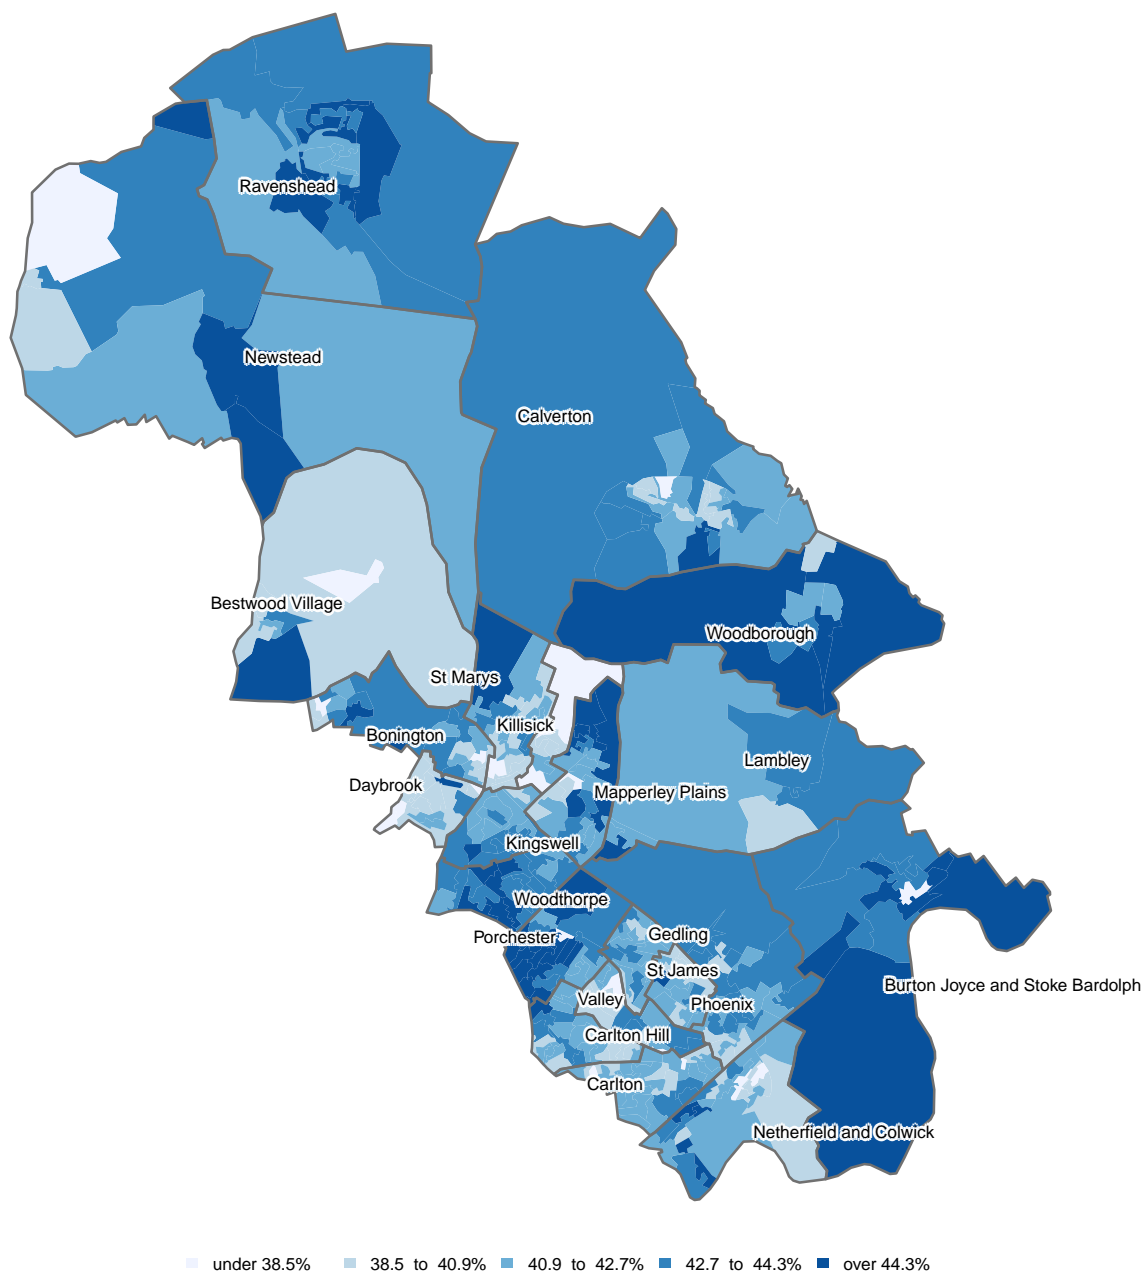 Ravenshead
Newstead
Calverton
Bestwood Village
Woodborough
St Marys
Killisick
Bonington
Lambley
Daybrook
Mapperley Plains
Kingswell
Woodthorpe
Porchester
Gedling
St James
Burton Joyce and Stoke Bardolph
Valley
Phoenix
Carlton Hill
Carlton
Netherfield and Colwick
under 38.5% 38.5 to 40.9% 40.9 to 42.7% 42.7 to 44.3% over 44.3%